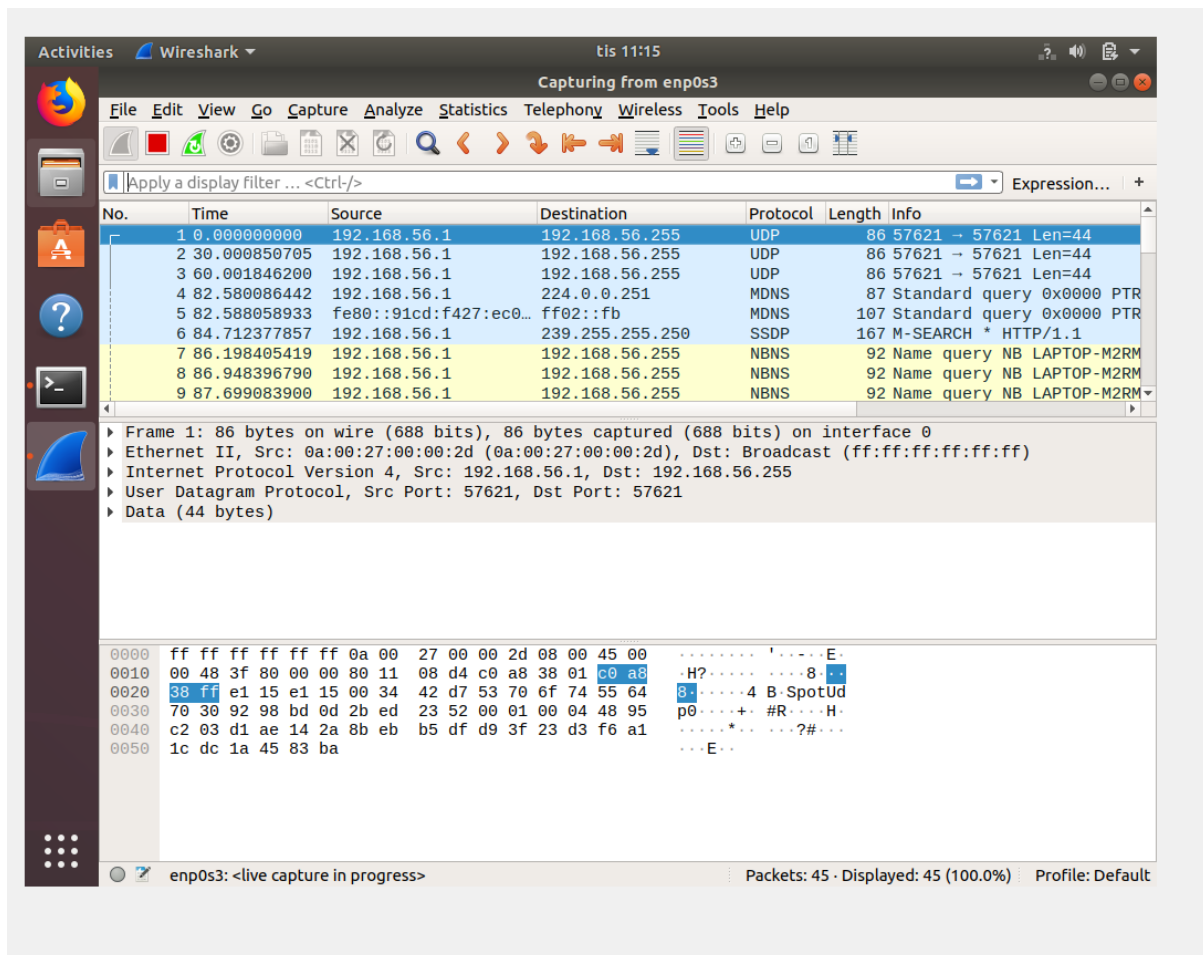 Activities Wireshark tis 11:15
Capturing from enp0s3
File Edit View Go Capture Analyze Statistics Telephony Wireless Tools Help
Apply a display filter … <Ctrl-/> Expression… +
No. Time Source Destination Protocol Length Info
1 0.000000000 192.168.56.1 192.168.56.255 UDP 86 57621 → 57621 Len=44
2 30.000850705 192.168.56.1 192.168.56.255 UDP 86 57621 → 57621 Len=44
3 60.001846200 192.168.56.1 192.168.56.255 UDP 86 57621 → 57621 Len=44
4 82.580086442 192.168.56.1 224.0.0.251 MDNS 87 Standard query 0x0000 PTR
5 82.588058933 fe80::91cd:f427:ec0… ff02::fb MDNS 107 Standard query 0x0000 PTR
6 84.712377857 192.168.56.1 239.255.255.250 SSDP 167 M-SEARCH * HTTP/1.1
7 86.198405419 192.168.56.1 192.168.56.255 NBNS 92 Name query NB LAPTOP-M2RM
8 86.948396790 192.168.56.1 192.168.56.255 NBNS 92 Name query NB LAPTOP-M2RM
9 87.699083900 192.168.56.1 192.168.56.255 NBNS 92 Name query NB LAPTOP-M2RM
Frame 1: 86 bytes on wire (688 bits), 86 bytes captured (688 bits) on interface 0
Ethernet II, Src: 0a:00:27:00:00:2d (0a:00:27:00:00:2d), Dst: Broadcast (ff:ff:ff:ff:ff:ff)
Internet Protocol Version 4, Src: 192.168.56.1, Dst: 192.168.56.255
User Datagram Protocol, Src Port: 57621, Dst Port: 57621
Data (44 bytes)
0000 ff ff ff ff ff ff 0a 00 27 00 00 2d 08 00 45 00 ········ '··-··E·
0010 00 48 3f 80 00 00 80 11 08 d4 c0 a8 38 01 c0 a8 ·H?····· ····8···
0020 38 ff e1 15 e1 15 00 34 42 d7 53 70 6f 74 55 64 8······4 B·SpotUd
0030 70 30 92 98 bd 0d 2b ed 23 52 00 01 00 04 48 95 p0····+· #R····H·
0040 c2 03 d1 ae 14 2a 8b eb b5 df d9 3f 23 d3 f6 a1 ·····*·· ···?#···
0050 1c dc 1a 45 83 ba ···E··
enp0s3: <live capture in progress> Packets: 45 · Displayed: 45 (100.0%) Profile: Default